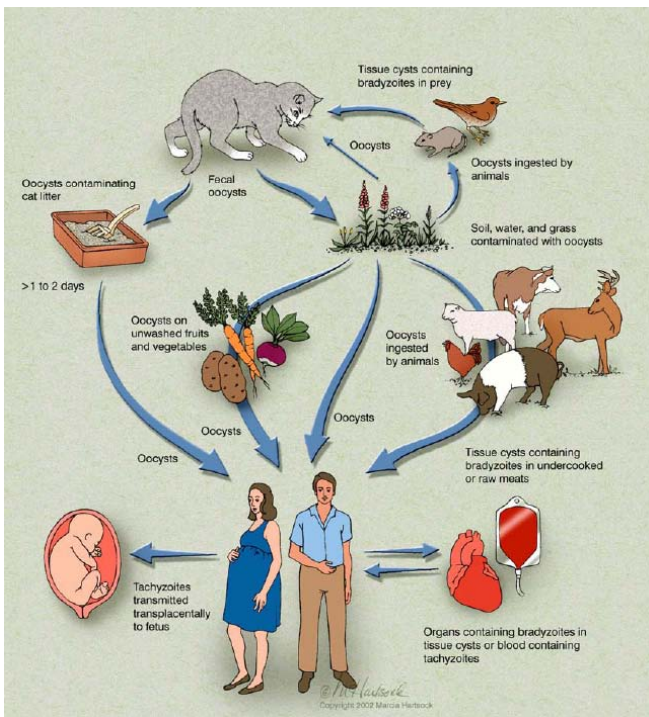 Tissue cysts containing
bradyzoites in prey
Oocysts
Oocysts ingested by
animals
Oocysts contaminating
cat litter
Fecal
oocysts
Soil, water, and grass
contaminated with oocysts
>1 to 2 days
Oocysts on
unwashed fruits
and vegetables
Oocysts
ingested
by animals
Oocysts
Oocysts
Oocysts
Tissue cysts containing
bradyzoites in undercooked
or raw meats
Tachyzoites
transmitted
transplacentally
to fetus
Organs containing bradyzoites in
tissue cysts or blood containing
tachyzoites
@M Hartsock
Copyright 2002 Marcia Hartsock